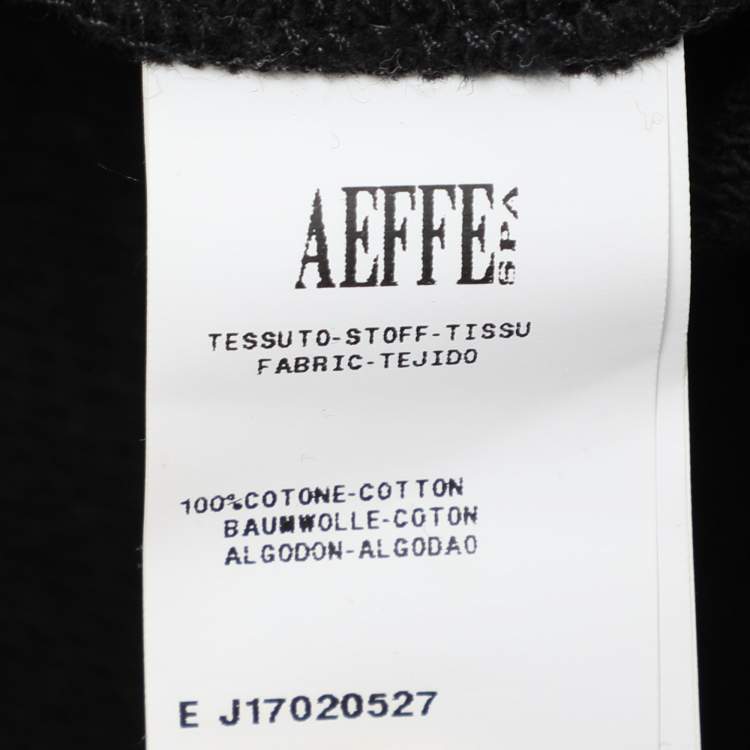 AEFFE SPA
TESSUTO-STOFF-TISSU
FABRIC-TEJIDO
100%COTONE-COTTON
BAUMWOLLE-COTON
ALGODON-ALGODAO
E J17020527